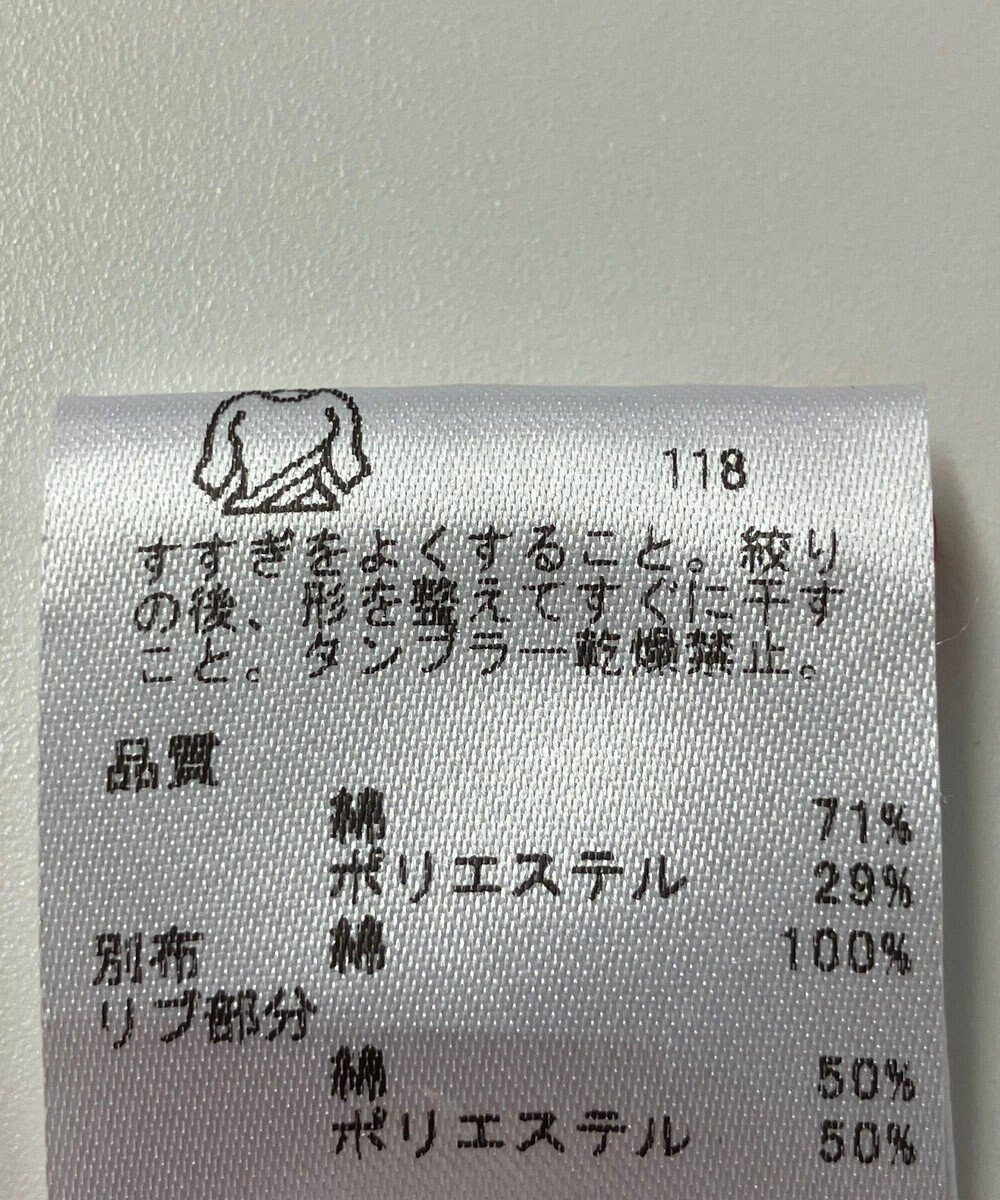 118
すすぎをよくすること。絞り
の後、形を整えてすぐに干す
こと。タンブラー乾燥禁止。
品質
綿 71%
ポリエステル 29%
別布 綿 100%
リブ部分
綿 50%
ポリエステル 50%